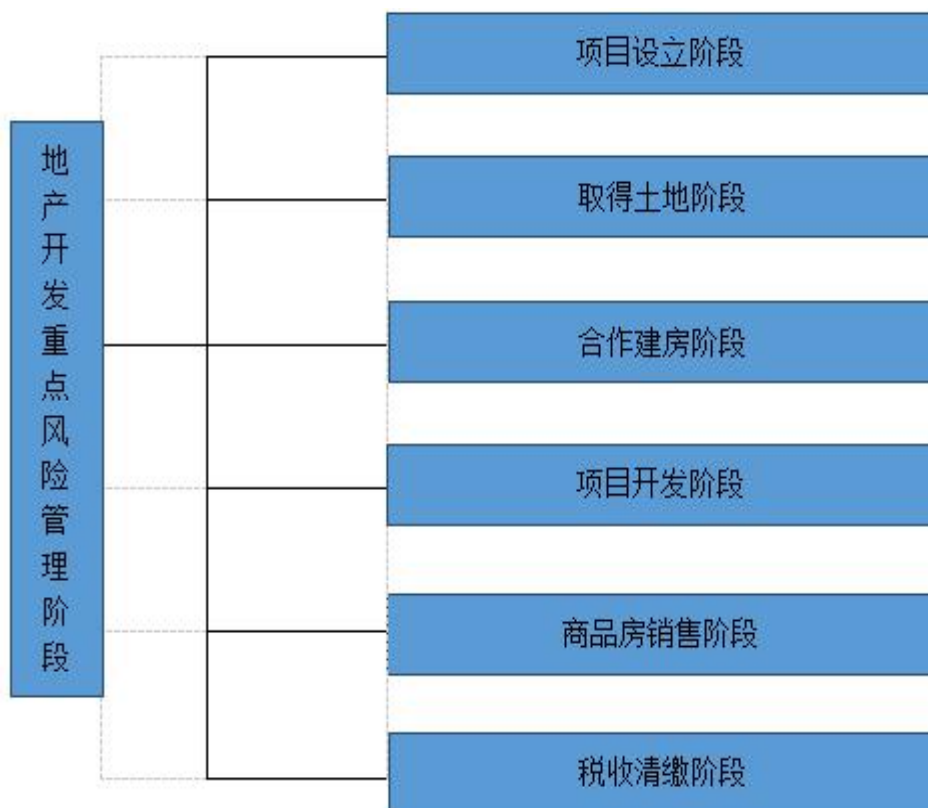 地产开发重点风险管理阶段
项目设立阶段
取得土地阶段
合作建房阶段
项目开发阶段
商品房销售阶段
税收清缴阶段